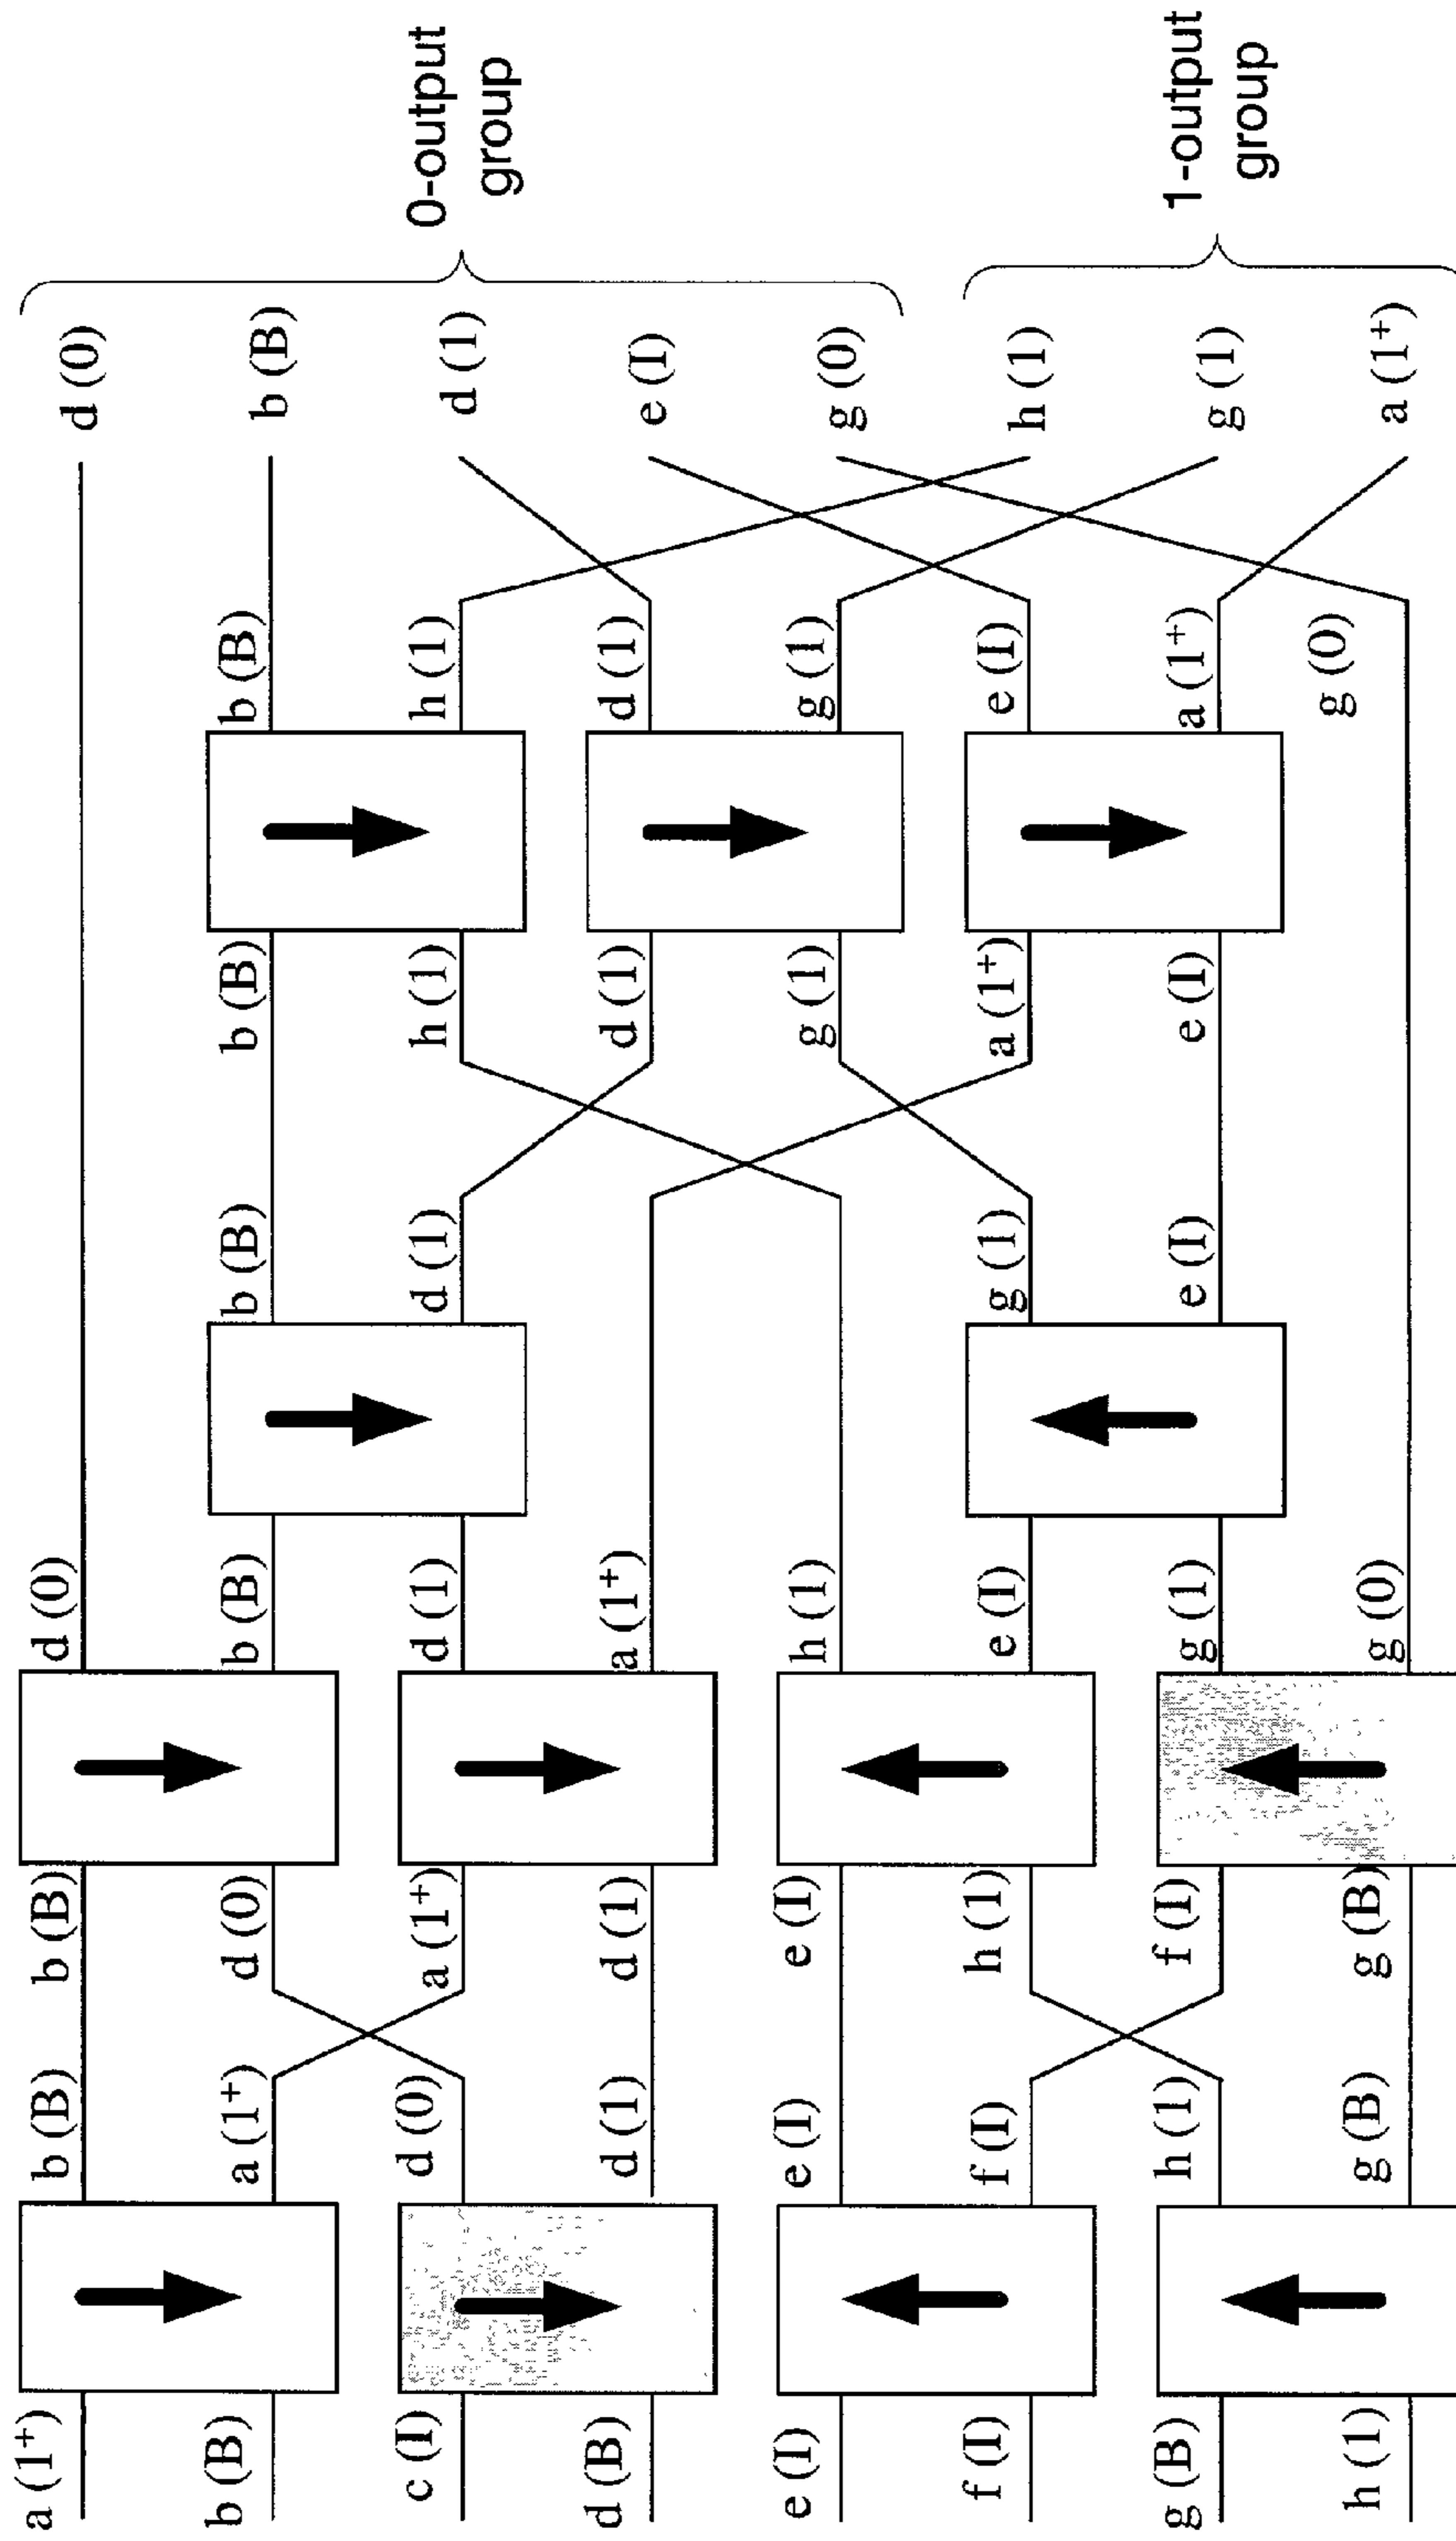 a (1⁺)
b (B)
c (I)
d (B)
e (I)
f (I)
g (B)
h (1)
b (B)
a (1⁺)
d (0)
d (1)
e (I)
f (I)
h (1)
g (B)
b (B)
d (0)
a (1⁺)
d (1)
e (I)
h (1)
f (I)
g (B)
d (0)
b (B)
d (1)
a (1⁺)
h (1)
e (I)
g (1)
g (0)
b (B)
d (1)
g (1)
e (I)
b (B)
h (1)
d (1)
g (1)
a (1⁺)
e (I)
b (B)
h (1)
d (1)
g (1)
e (I)
a (1⁺)
g (0)
d (0)
b (B)
d (1)
e (I)
g (0)
h (1)
g (1)
a (1⁺)
0-output
group
1-output
group